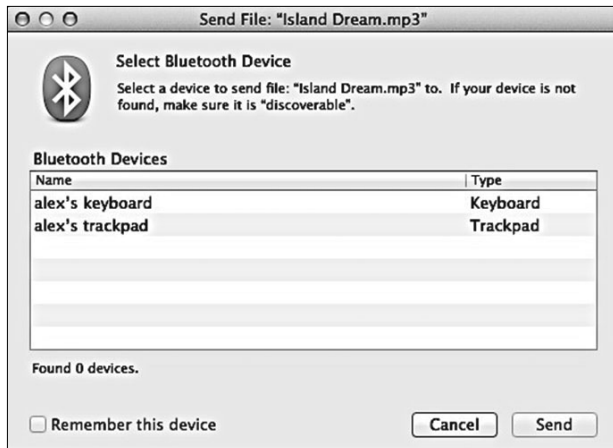 Send File: “Island Dream.mp3”
Select Bluetooth Device
Select a device to send file: “Island Dream.mp3” to. If your device is not
found, make sure it is “discoverable”.
Bluetooth Devices
Name Type
alex's keyboard Keyboard
alex's trackpad Trackpad
Found 0 devices.
Remember this device Cancel Send